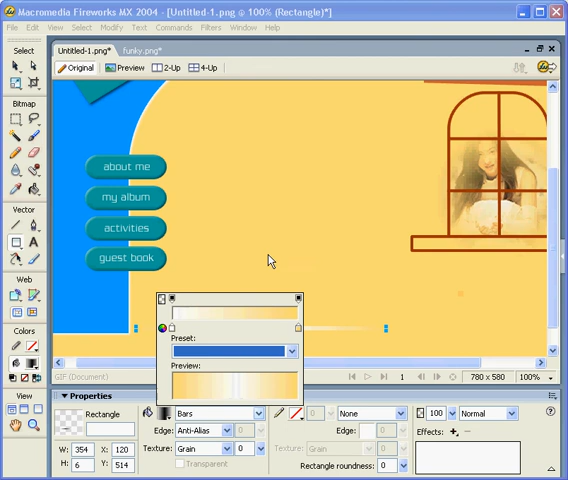 Macromedia Fireworks MX 2004 - [Untitled-1.png @ 100% (Rectangle)*]
File Edit View Select Modify Text Commands Filters Window Help
Select
Untitled-1.png* funky.png*
Original Preview 2-Up 4-Up
Bitmap
about me
my album
activities
guest book
Vector
A
Web
Colors
Preset:
Preview:
GIF (Document) 1 780 x 580 100%
View
Properties
Rectangle Bars 0 None 100 Normal
Edge: Anti-Alias 0 Edge: 0 Effects:
W: 354 X: 120 Texture: Grain 0 Texture: Grain 0
H: 6 Y: 514 Transparent Rectangle roundness: 0